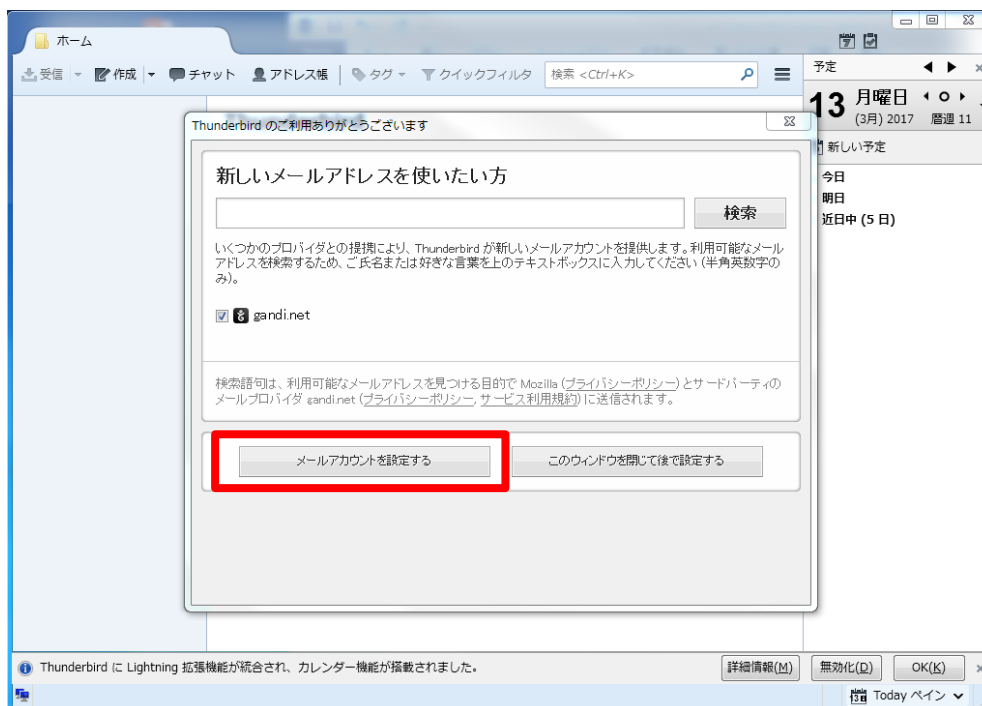 ホーム
受信 作成 チャット アドレス帳 タグ クイックフィルタ 検索 <Ctrl+K>
予定
13 月曜日
(3月) 2017 暦週 11
新しい予定
今日
明日
近日中 (5 日)
Thunderbird のご利用ありがとうございます
新しいメールアドレスを使いたい方
検索
いくつかのプロバイダとの提携により、Thunderbird が新しいメールアカウントを提供します。利用可能なメール
アドレスを検索するため、ご氏名または好きな言葉を上のテキストボックスに入力してください (半角英数字の
み)。
gandi.net
検索語句は、利用可能なメールアドレスを見つける目的で Mozilla (プライバシーポリシー) とサードパーティの
メールプロバイダ gandi.net (プライバシーポリシー, サービス利用規約) に送信されます。
メールアカウントを設定する このウィンドウを閉じて後で設定する
Thunderbird に Lightning 拡張機能が統合され、カレンダー機能が搭載されました。 詳細情報(M) 無効化(D) OK(K)
Today ペイン